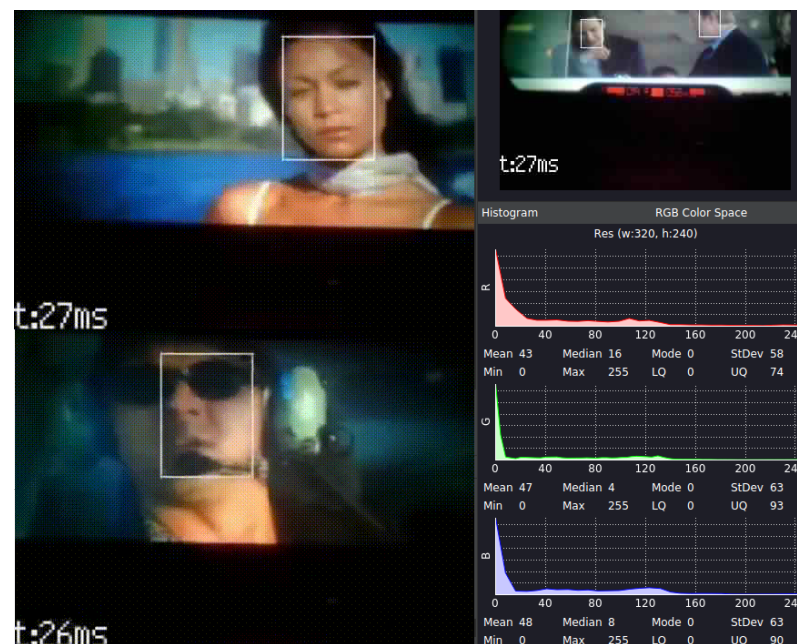 t:27ms
t:26ms
t:27ms
Histogram RGB Color Space
Res (w:320, h:240)
R
0 40 80 120 160 200 24
Mean 43 Median 16 Mode 0 StDev 58
Min 0 Max 255 LQ 0 UQ 74
G
0 40 80 120 160 200 24
Mean 47 Median 4 Mode 0 StDev 63
Min 0 Max 255 LQ 0 UQ 93
B
0 40 80 120 160 200 24
Mean 48 Median 8 Mode 0 StDev 63
Min 0 Max 255 LQ 0 UQ 90